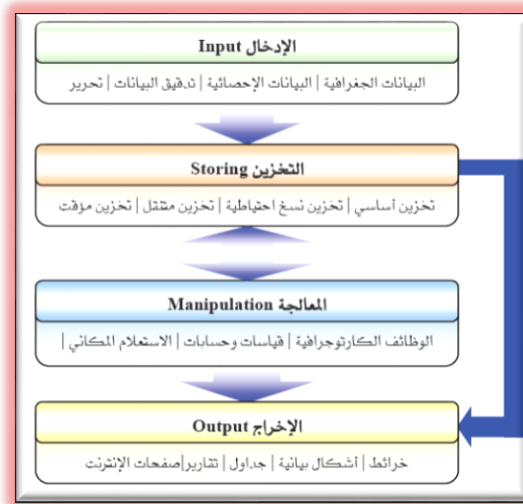 الإدخال Input
البيانات الجغرافية | البيانات الإحصائية | تدقيق البيانات | تحرير
التخزين Storing
تخزين أساسي | تخزين نسخ احتياطية | تخزين متنقل | تخزين مؤقت
المعالجة Manipulation
الوظائف الكارتوجرافية | قياسات وحسابات | الاستعلام المكاني |
الإخراج Output
خرائط | أشكال بيانية | جداول | تقارير|صفحات الإنترنت